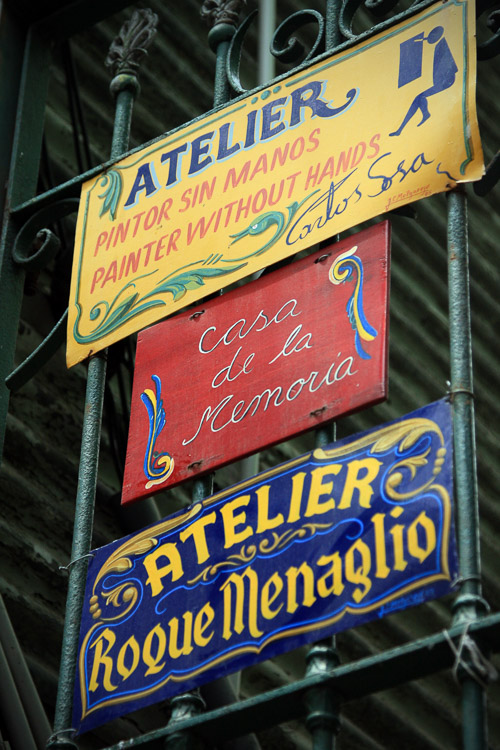 ATELIËR
PINTOR SIN MANOS
PAINTER WITHOUT HANDS
Carlos Sosa
Casa
de la
Memoria
ATELIER
Roque Menaglio